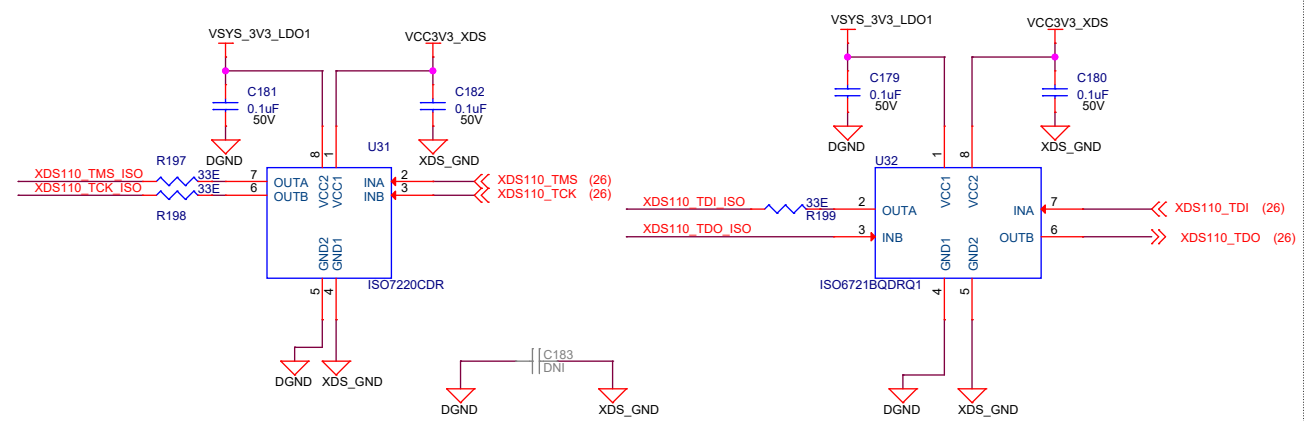 VSYS_3V3_LDO1
VCC3V3_XDS
C181
0.1uF
50V
C182
0.1uF
50V
DGND
XDS_GND
U31
8
1
XDS110_TMS_ISO
R197
33E
7
OUTA
VCC2
VCC1
INA
2
XDS110_TMS (26)
XDS110_TCK_ISO
33E
6
OUTB
INB
3
XDS110_TCK (26)
R198
GND2
GND1
ISO7220CDR
5
4
DGND
XDS_GND
C183
DNI
DGND
XDS_GND
VSYS_3V3_LDO1
VCC3V3_XDS
C179
0.1uF
50V
C180
0.1uF
50V
DGND
XDS_GND
1
8
U32
XDS110_TDI_ISO
33E
R199
2
OUTA
VCC1
VCC2
INA
7
XDS110_TDI (26)
XDS110_TDO_ISO
3
INB
OUTB
6
XDS110_TDO (26)
GND1
GND2
ISO6721BQDRQ1
4
5
DGND
XDS_GND